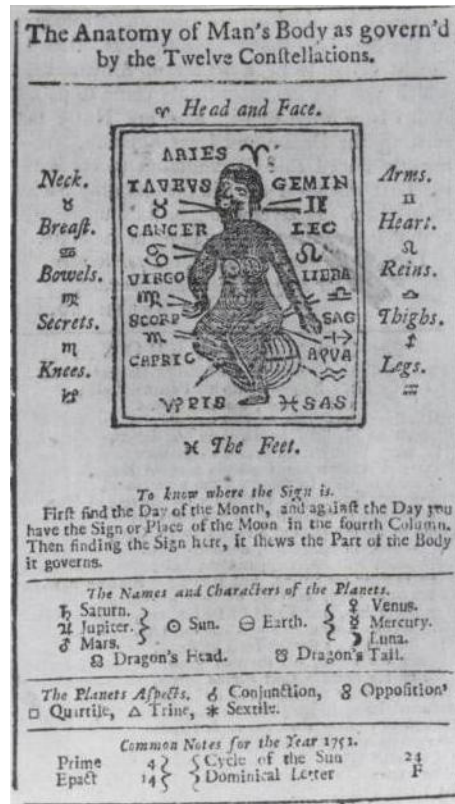 The Anatomy of Man's Body as govern'd
by the Twelve Conſtellations.
♈ Head and Face.
ARIES ♈
TAVRVS GEMIN
♉ ♊
CANCER LEO
♋ ♌
VIRGO LIBRA
♍ ♎
SCORP SAG
♏ ♐
CAPRIC AQVA
♒
♑ PIS ♓ SAS
Neck.
♉
Breaſt.
♋
Bowels.
♍
Secrets.
♏
Knees.
♑
Arms.
♊
Heart.
♌
Reins.
♎
Thighs.
♐
Legs.
♒
♓ The Feet.
To know where the Sign is.
Firſt find the Day of the Month, and againſt the Day you
have the Sign or Place of the Moon in the fourth Column.
Then finding the Sign here, it ſhews the Part of the Body
it governs.
The Names and Characters of the Planets.
♄ Saturn. ♀ Venus.
♃ Jupiter. ☉ Sun. ⊖ Earth. ☿ Mercury.
♂ Mars. ☽ Luna.
☊ Dragon's Head. ☋ Dragon's Tail.
The Planets Aſpects. ☌ Conjunction, ☍ Oppoſition'
□ Quartile, △ Trine, ✶ Sextile.
Common Notes for the Year 1751.
Prime 4 Cycle of the Sun 24
Epact 14 Dominical Letter F